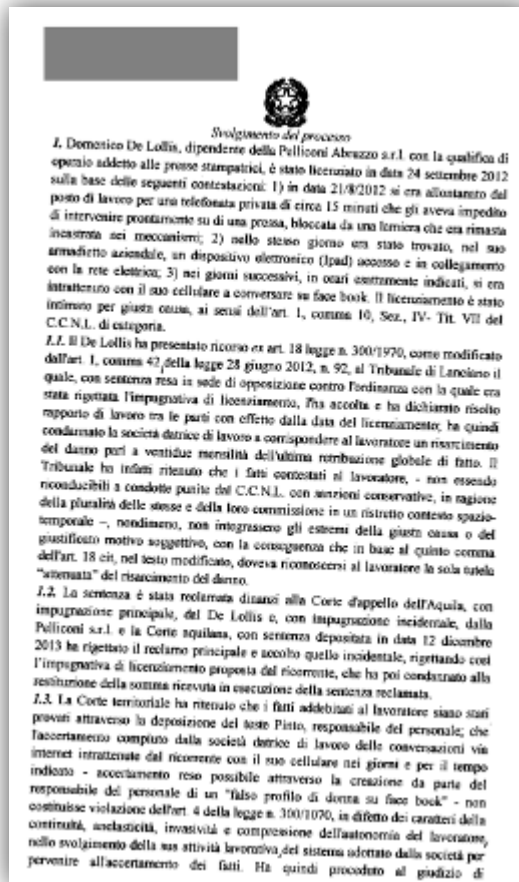 Svolgimento del processo
1. Domenico De Lollis, dipendente della Pelliconi Abruzzo s.r.l. con la qualifica di
operaio addetto alle presse stampatrici, è stato licenziato in data 24 settembre 2012
sulla base delle seguenti contestazioni: 1) in data 21/8/2012 si era allontanato dal
posto di lavoro per una telefonata privata di circa 15 minuti che gli aveva impedito
di intervenire prontamente su di una pressa, bloccata da una lamiera che era rimasta
incastrata nei meccanismi; 2) nello stesso giorno era stato trovato, nel suo
armadietto aziendale, un dispositivo elettronico (Ipad) acceso e in collegamento
con la rete elettrica; 3) nei giorni successivi, in orari esattamente indicati, si era
intrattenuto con il suo cellulare a conversare su face book. Il licenziamento è stato
intimato per giusta causa, ai sensi dell'art. 1, comma 10, Sez., IV- Tit. VII del
C.C.N.L. di categoria.
1.1. Il De Lollis ha presentato ricorso ex art. 18 legge n. 300/1970, come modificato
dall'art. 1, comma 42, della legge 28 giugno 2012, n. 92, al Tribunale di Lanciano il
quale, con sentenza resa in sede di opposizione contro l'ordinanza con la quale era
stata rigettata l'impugnativa di licenziamento, l'ha accolta e ha dichiarato risolto
rapporto di lavoro tra le parti con effetto dalla data del licenziamento; ha quindi
condannato la società datrice di lavoro a corrispondere al lavoratore un risarcimento
del danno pari a ventidue mensilità dell'ultima retribuzione globale di fatto. Il
Tribunale ha infatti ritenuto che i fatti contestati al lavoratore, - non essendo
riconducibili a condotte punite dal C.C.N.L. con sanzioni conservative, in ragione
della pluralità delle stesse e della loro commissione in un ristretto contesto spazio-
temporale –, nondimeno, non integrassero gli estremi della giusta causa o del
giustificato motivo soggettivo, con la conseguenza che in base al quinto comma
dell'art. 18 cit, nel testo modificato, doveva riconoscersi al lavoratore la sola tutela
"attenuata" del risarcimento del danno.
1.2. La sentenza è stata reclamata dinanzi alla Corte d'appello dell'Aquila, con
impugnazione principale, dal De Lollis e, con impugnazione incidentale, dalla
Pelliconi s.r.l. e la Corte aquilana, con sentenza depositata in data 12 dicembre
2013 ha rigettato il reclamo principale e accolto quello incidentale, rigettando così
l'impugnativa di licenziamento proposta dal ricorrente, che ha poi condannato alla
restituzione della somma ricevuta in esecuzione della sentenza reclamata.
1.3. La Corte territoriale ha ritenuto che i fatti addebitati al lavoratore siano stati
provati attraverso la deposizione del teste Pinto, responsabile del personale; che
l'accertamento compiuto dalla società datrice di lavoro delle conversazioni via
internet intrattenute dal ricorrente con il suo cellulare nei giorni e per il tempo
indicato - accertamento reso possibile attraverso la creazione da parte del
responsabile del personale di un "falso profilo di donna su face book" - non
costituisse violazione dell'art. 4 della legge n. 300/1070, in difetto dei caratteri della
continuità, anelasticità, invasività e compressione dell'autonomia del lavoratore,
nello svolgimento della sua attività lavorativa, del sistema adottato dalla società per
pervenire all'accertamento dei fatti. Ha quindi proceduto al giudizio di